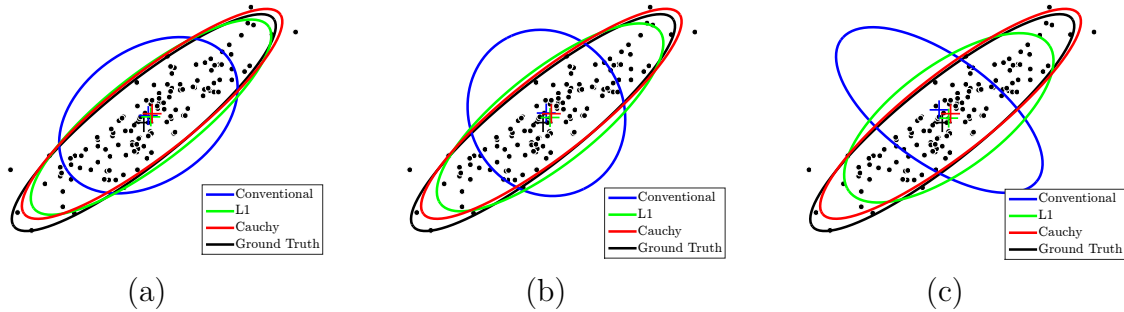 Conventional
L1
Cauchy
Ground Truth
(a)
Conventional
L1
Cauchy
Ground Truth
(b)
Conventional
L1
Cauchy
Ground Truth
(c)